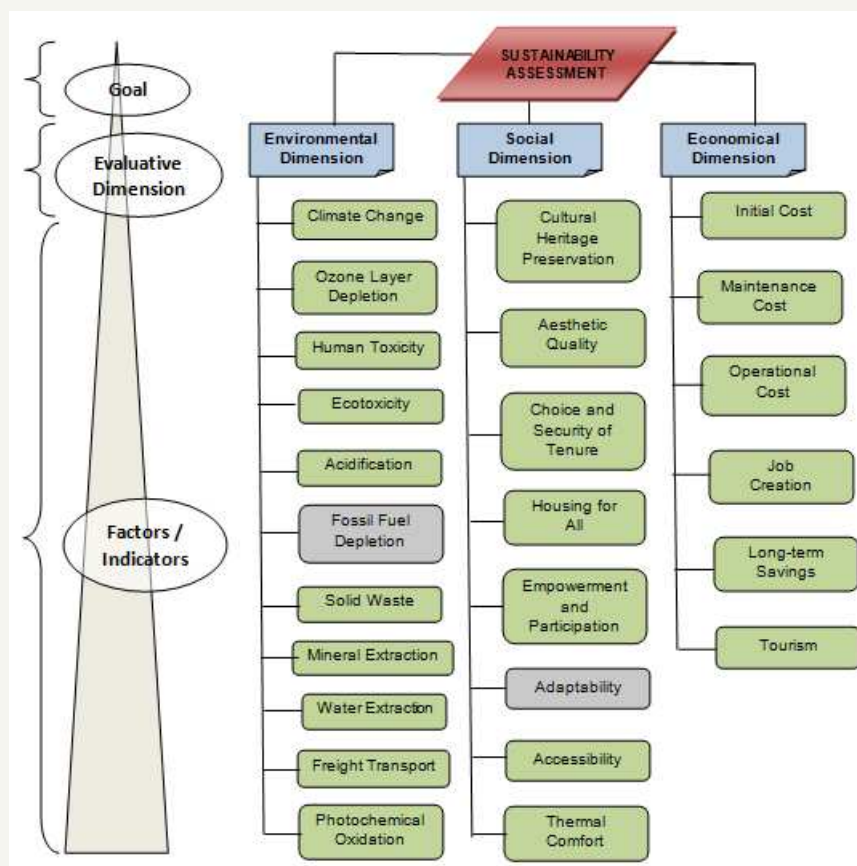 SUSTAINABILITY
ASSESSMENT
Goal
Evaluative
Dimension
Factors /
Indicators
Environmental
Dimension
Climate Change
Ozone Layer
Depletion
Human Toxicity
Ecotoxicity
Acidification
Fossil Fuel
Depletion
Solid Waste
Mineral Extraction
Water Extraction
Freight Transport
Photochemical
Oxidation
Social
Dimension
Cultural
Heritage
Preservation
Aesthetic
Quality
Choice and
Security of
Tenure
Housing for
All
Empowerment
and
Participation
Adaptability
Accessibility
Thermal
Comfort
Economical
Dimension
Initial Cost
Maintenance
Cost
Operational
Cost
Job
Creation
Long-term
Savings
Tourism